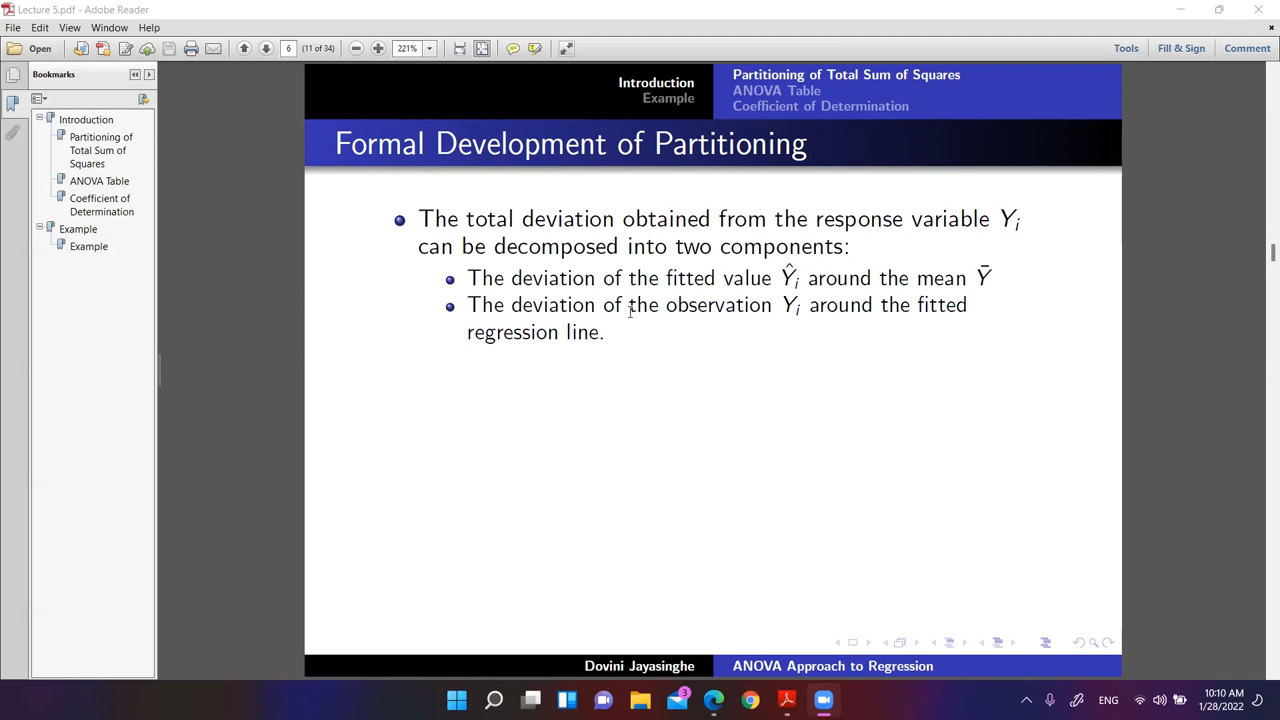 Lecture 5.pdf - Adobe Reader
File Edit View Window Help
Open 6 (11 of 34) 221% Tools Fill & Sign Comment
Bookmarks
Introduction
Partitioning of
Total Sum of
Squares
ANOVA Table
Coefficient of
Determination
Example
Example
Introduction
Example
Partitioning of Total Sum of Squares
ANOVA Table
Coefficient of Determination
Formal Development of Partitioning
The total deviation obtained from the response variable Yᵢ
can be decomposed into two components:
The deviation of the fitted value Ŷᵢ around the mean Ȳ
The deviation of the observation Yᵢ around the fitted
regression line.
Dovini Jayasinghe ANOVA Approach to Regression
3
ENG
10:10 AM
1/28/2022